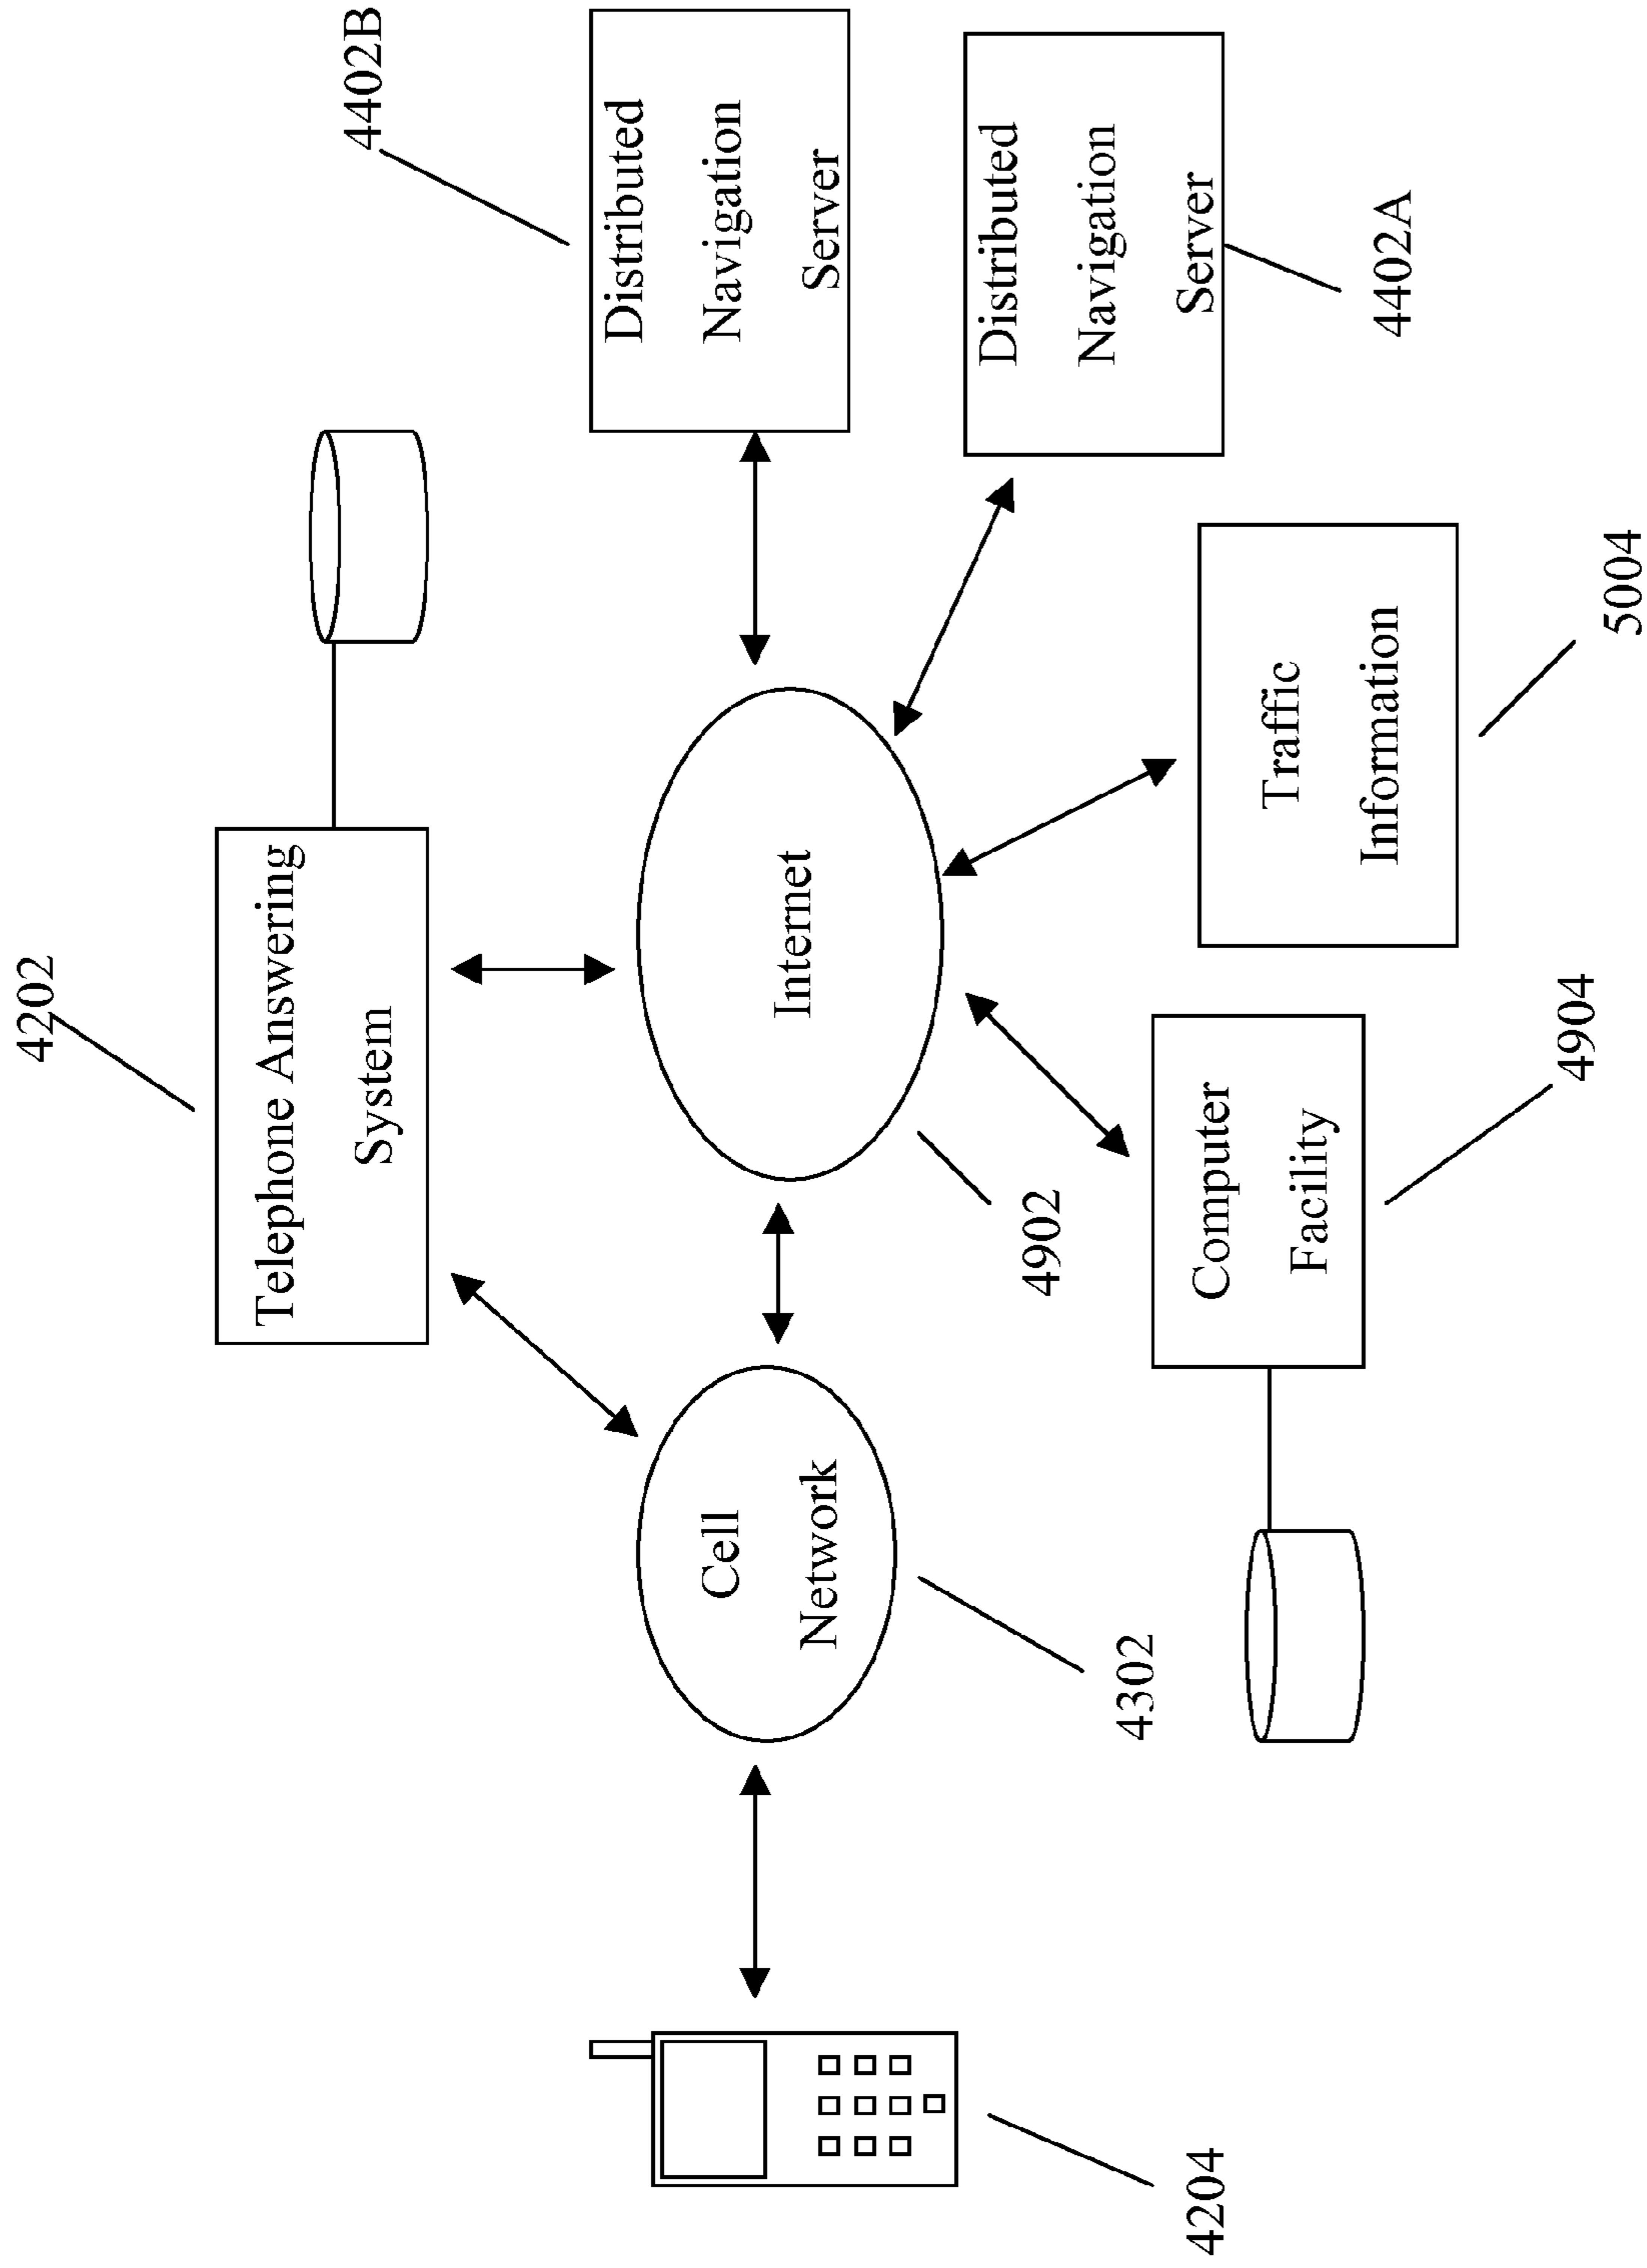 4202
Telephone Answering
System
4402B
Distributed
Navigation
Server
Distributed
Navigation
Server
4402A
Internet
4902
Cell
Network
4302
Traffic
Information
5004
Computer
Facility
4904
4204